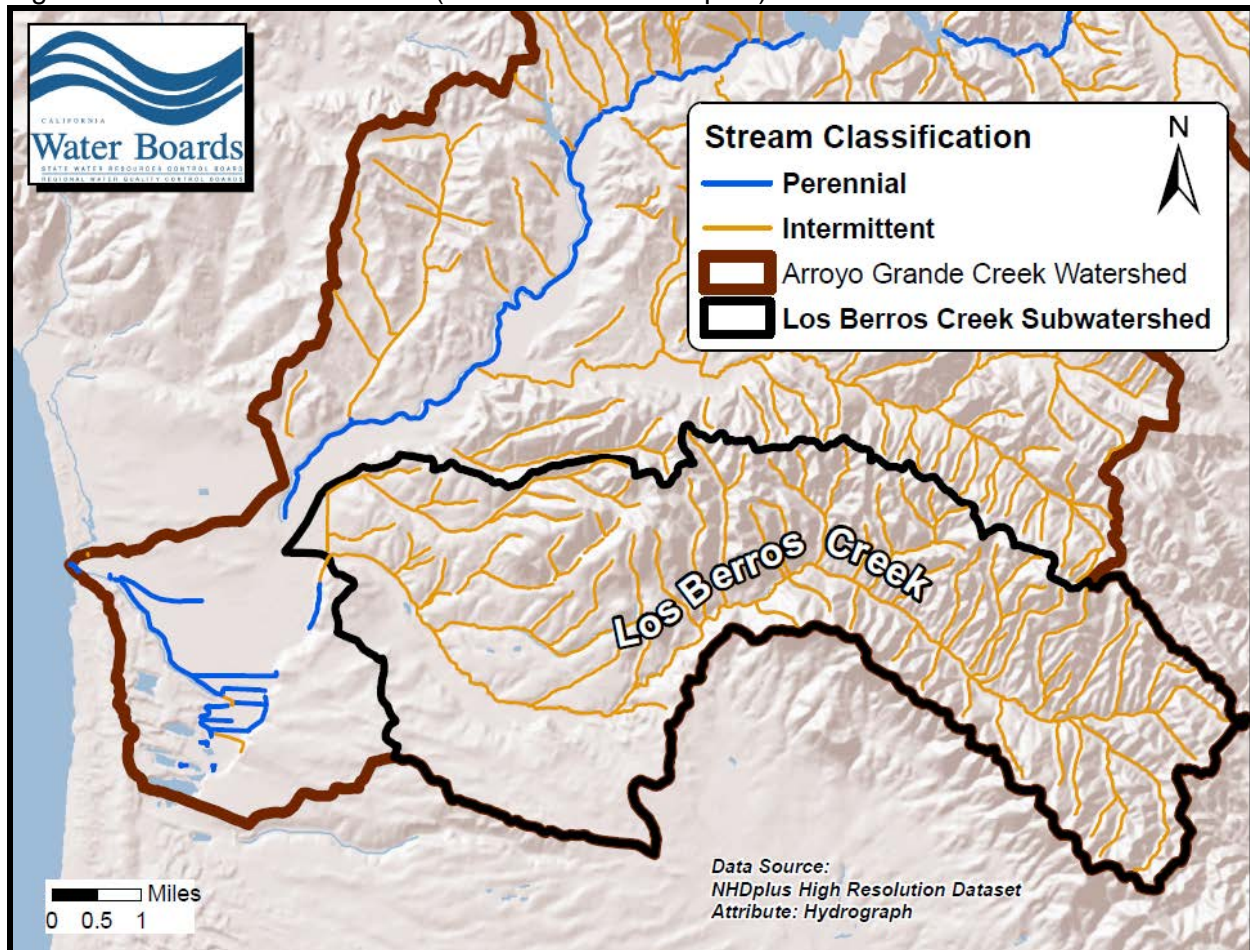 CALIFORNIA
Water Boards
STATE WATER RESOURCES CONTROL BOARD
REGIONAL WATER QUALITY CONTROL BOARDS
Stream Classification
N
Perennial
Intermittent
Arroyo Grande Creek Watershed
Los Berros Creek Subwatershed
Los Berros Creek
Miles
0 0.5 1
Data Source:
NHDplus High Resolution Dataset
Attribute: Hydrograph